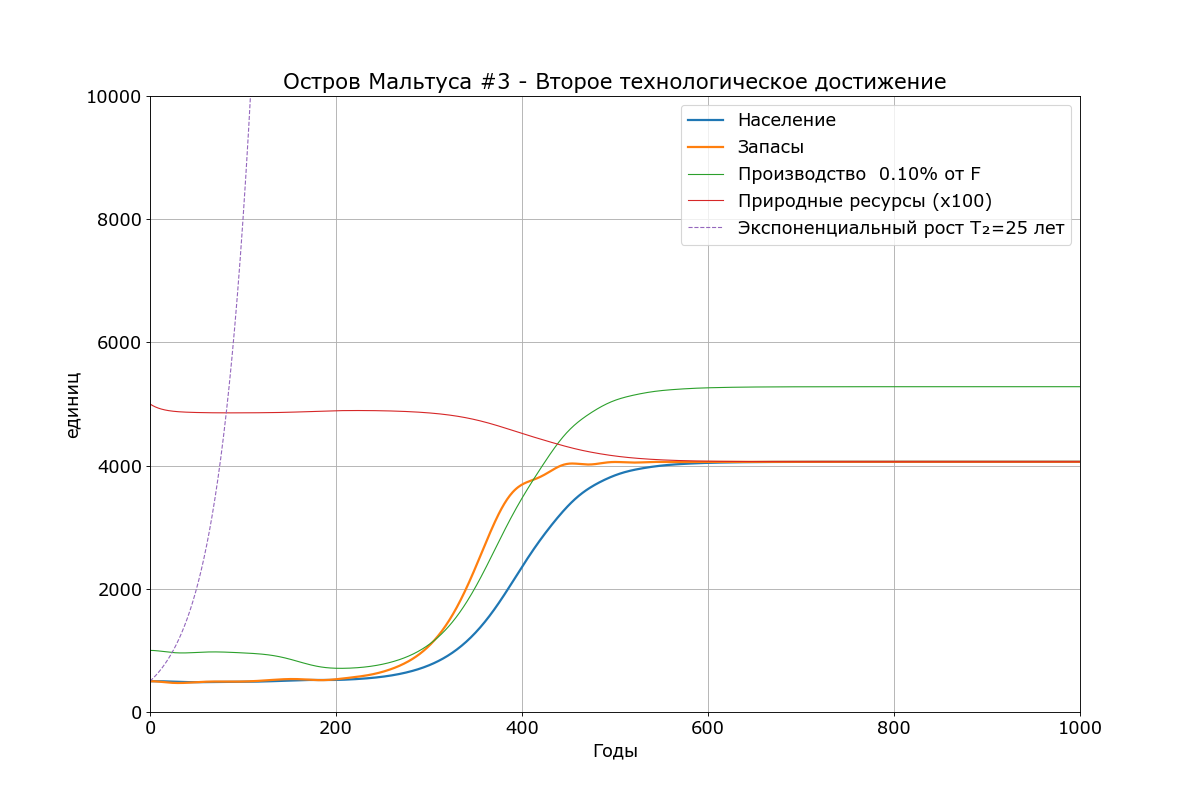 Остров Мальтуса #3 - Второе технологическое достижение
10000
8000
6000
4000
2000
0
единиц
Население
Запасы
Производство  0.10% от F
Природные ресурсы (x100)
Экспоненциальный рост T₂=25 лет
0 200 400 600 800 1000
Годы